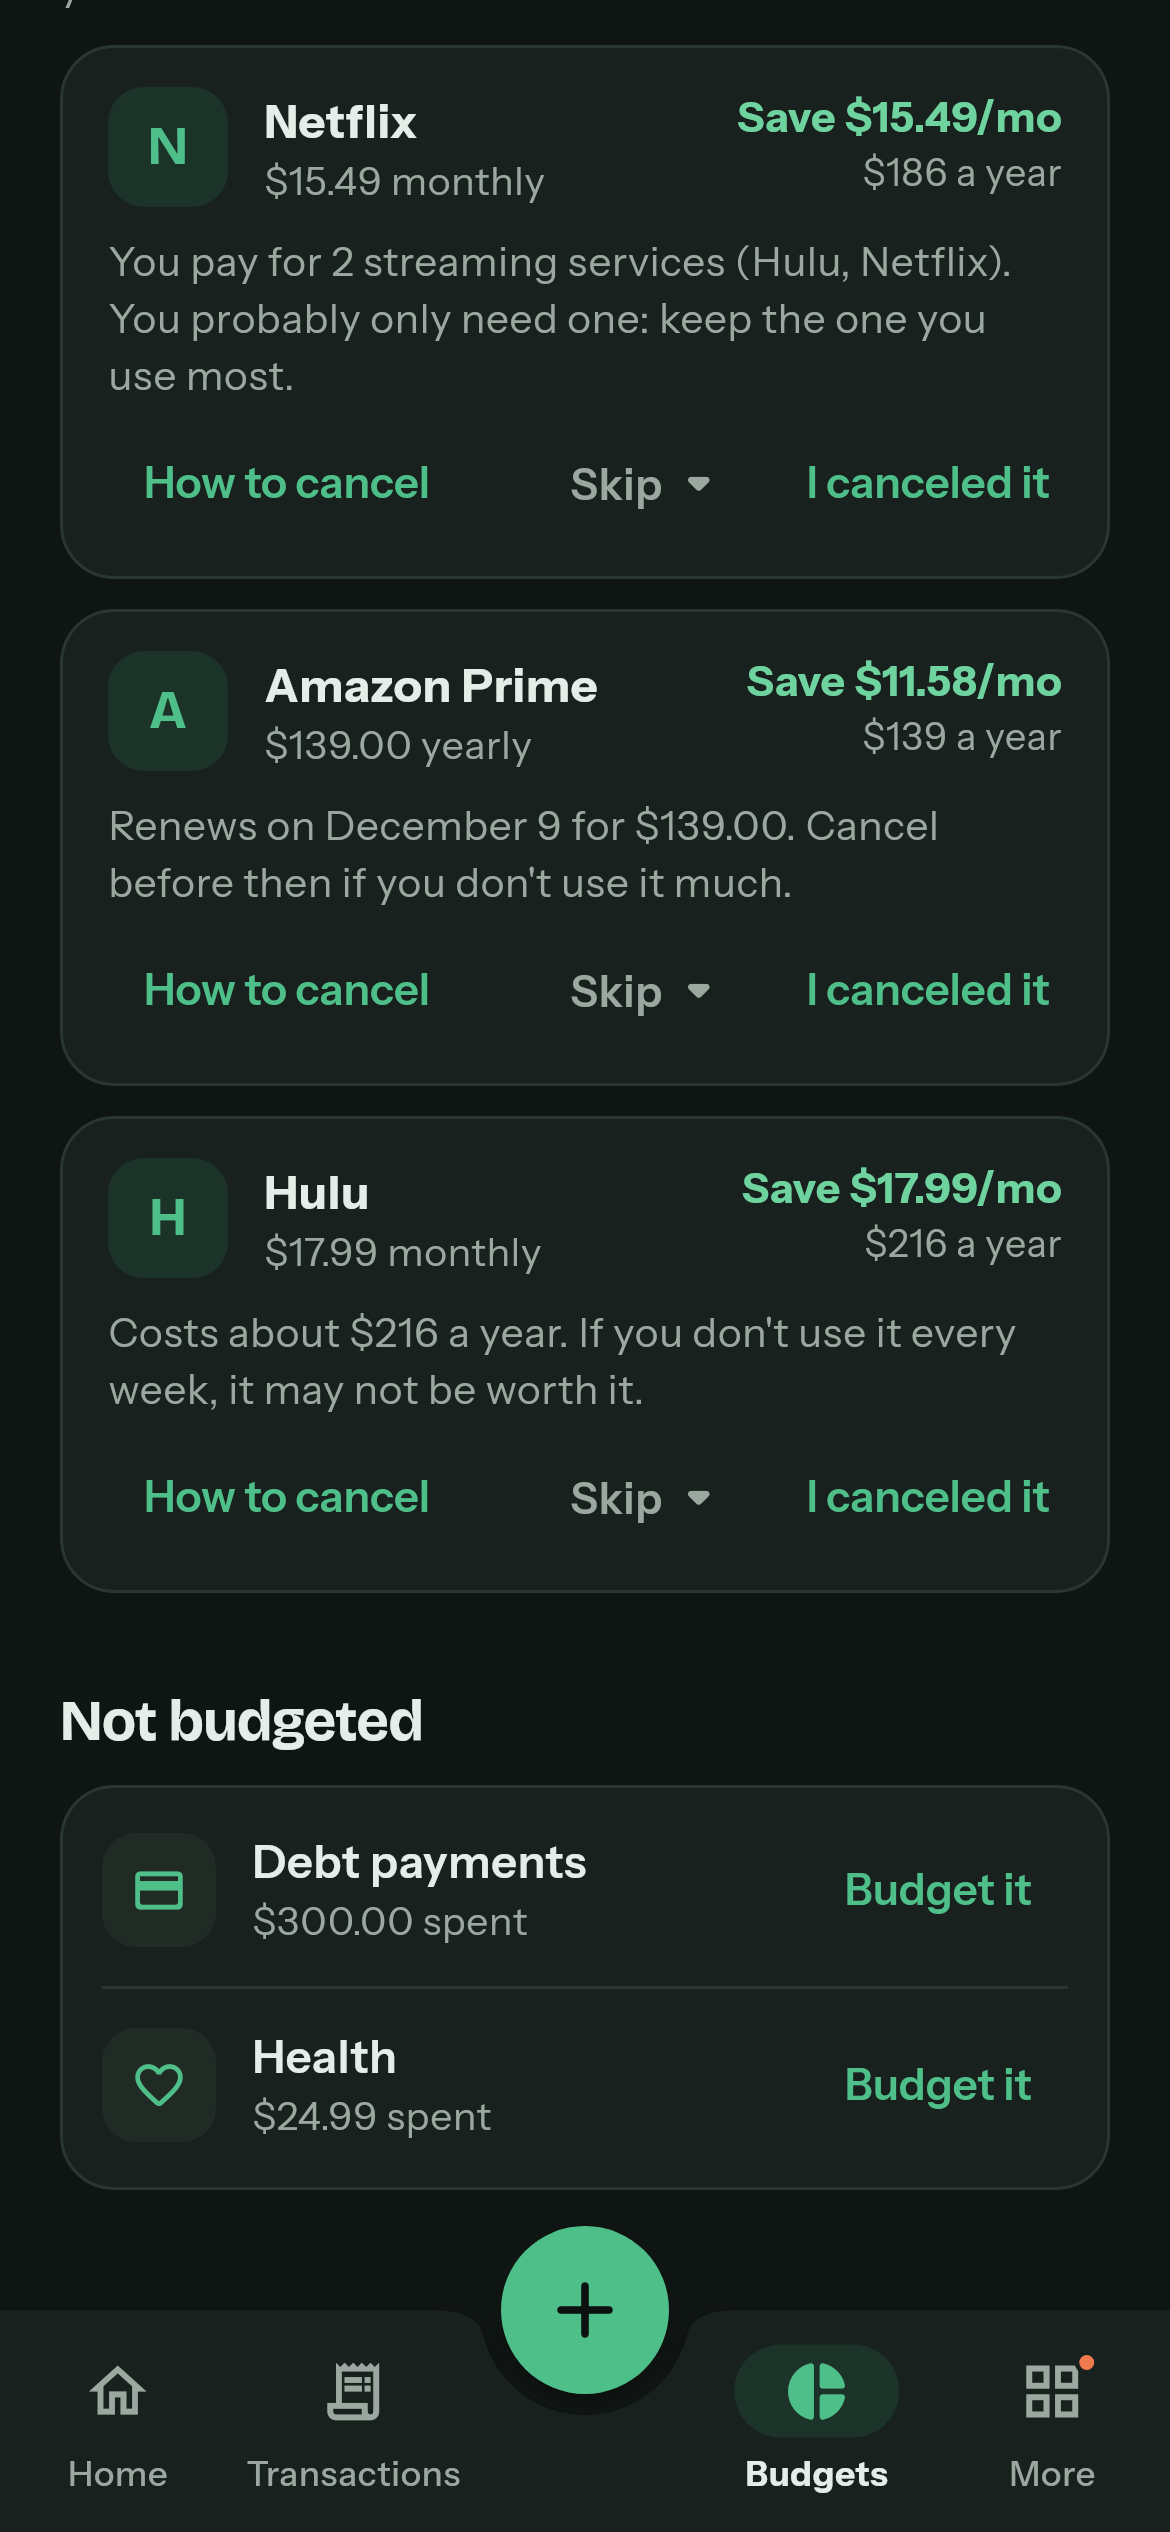 N
Netflix
$15.49 monthly
Save $15.49/mo
$186 a year
You pay for 2 streaming services (Hulu, Netflix).
You probably only need one: keep the one you
use most.
How to cancel
Skip
I canceled it
A
Amazon Prime
$139.00 yearly
Save $11.58/mo
$139 a year
Renews on December 9 for $139.00. Cancel
before then if you don't use it much.
How to cancel
Skip
I canceled it
H
Hulu
$17.99 monthly
Save $17.99/mo
$216 a year
Costs about $216 a year. If you don't use it every
week, it may not be worth it.
How to cancel
Skip
I canceled it
Not budgeted
Debt payments
$300.00 spent
Budget it
Health
$24.99 spent
Budget it
Home
Transactions
Budgets
More